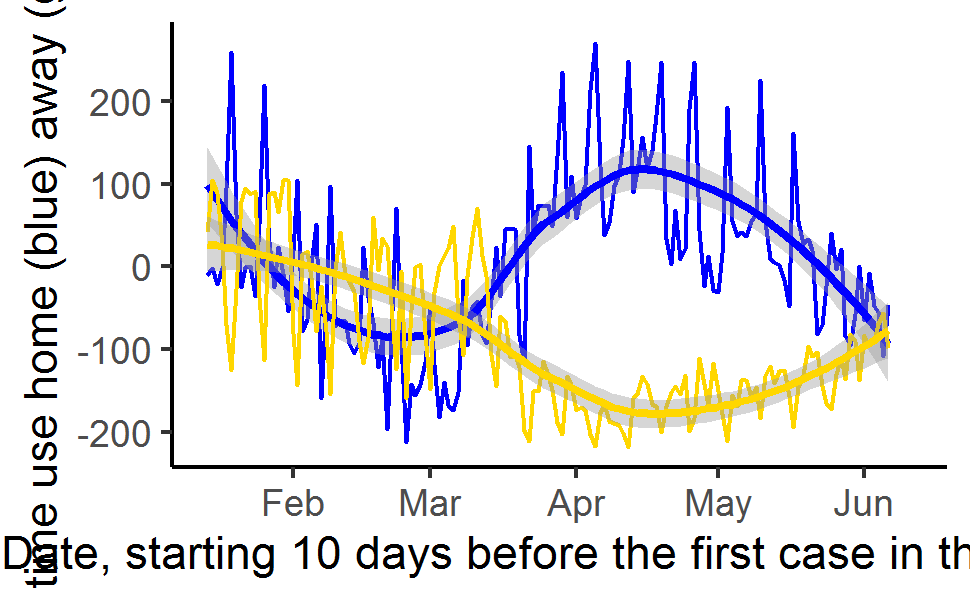 time use home (blue) away (
200
100
0
-100
-200
Feb Mar Apr May Jun
Date, starting 10 days before the first case in th